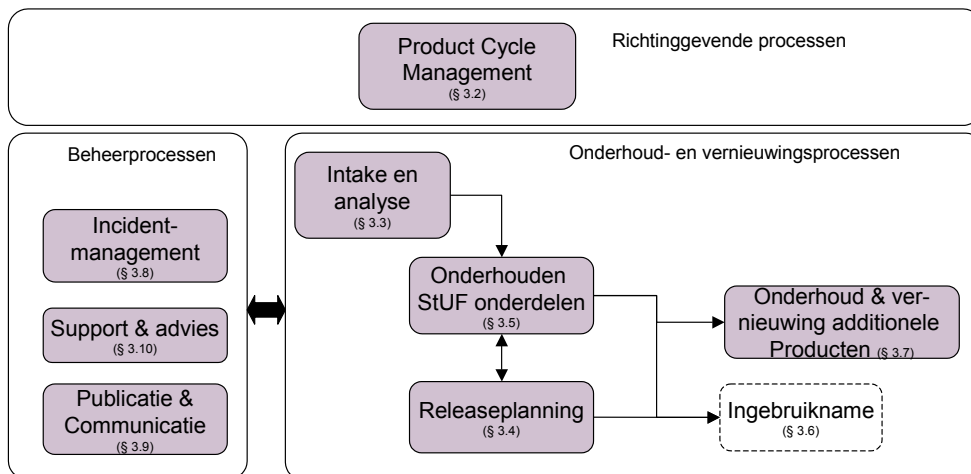 Product Cycle
Management
(§ 3.2)
Richtinggevende processen
Beheerprocessen
Incident-
management
(§ 3.8)
Support & advies
(§ 3.10)
Publicatie &
Communicatie
(§ 3.9)
Onderhoud- en vernieuwingsprocessen
Intake en
analyse
(§ 3.3)
Onderhouden
StUF onderdelen
(§ 3.5)
Onderhoud & ver-
nieuwing additionele
Producten (§ 3.7)
Releaseplanning
(§ 3.4)
Ingebruikname
(§ 3.6)